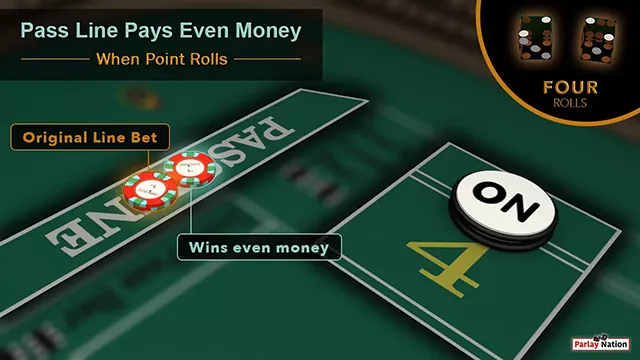 Pass Line Pays Even Money
When Point Rolls
FOUR
ROLLS
Original Line Bet
PASS LINE
Wins even money
ON
4
Parlay Nation